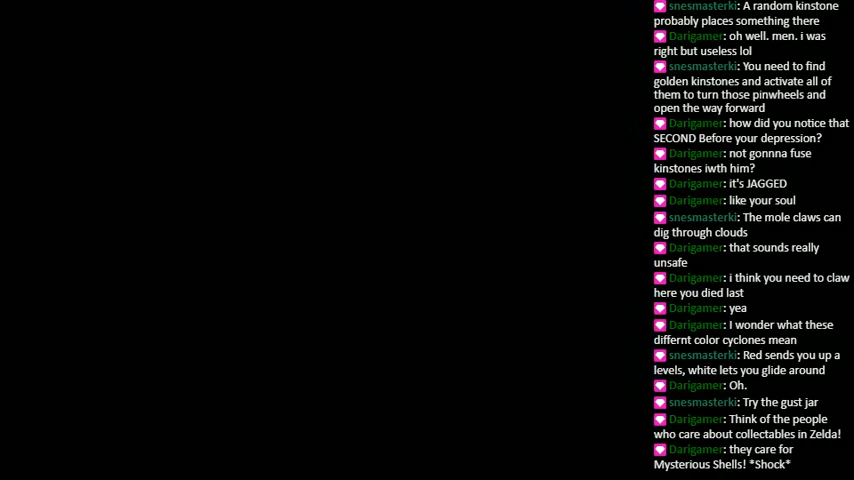 snesmasterki: A random kinstone
probably places something there
Darigamer: oh well. men. i was
right but useless lol
snesmasterki: You need to find
golden kinstones and activate all of
them to turn those pinwheels and
open the way forward
Darigamer: how did you notice that
SECOND Before your depression?
Darigamer: not gonnna fuse
kinstones iwth him?
Darigamer: it's JAGGED
Darigamer: like your soul
snesmasterki: The mole claws can
dig through clouds
Darigamer: that sounds really
unsafe
Darigamer: i think you need to claw
here you died last
Darigamer: yea
Darigamer: I wonder what these
differnt color cyclones mean
snesmasterki: Red sends you up a
levels, white lets you glide around
Darigamer: Oh.
snesmasterki: Try the gust jar
Darigamer: Think of the people
who care about collectables in Zelda!
Darigamer: they care for
Mysterious Shells! *Shock*